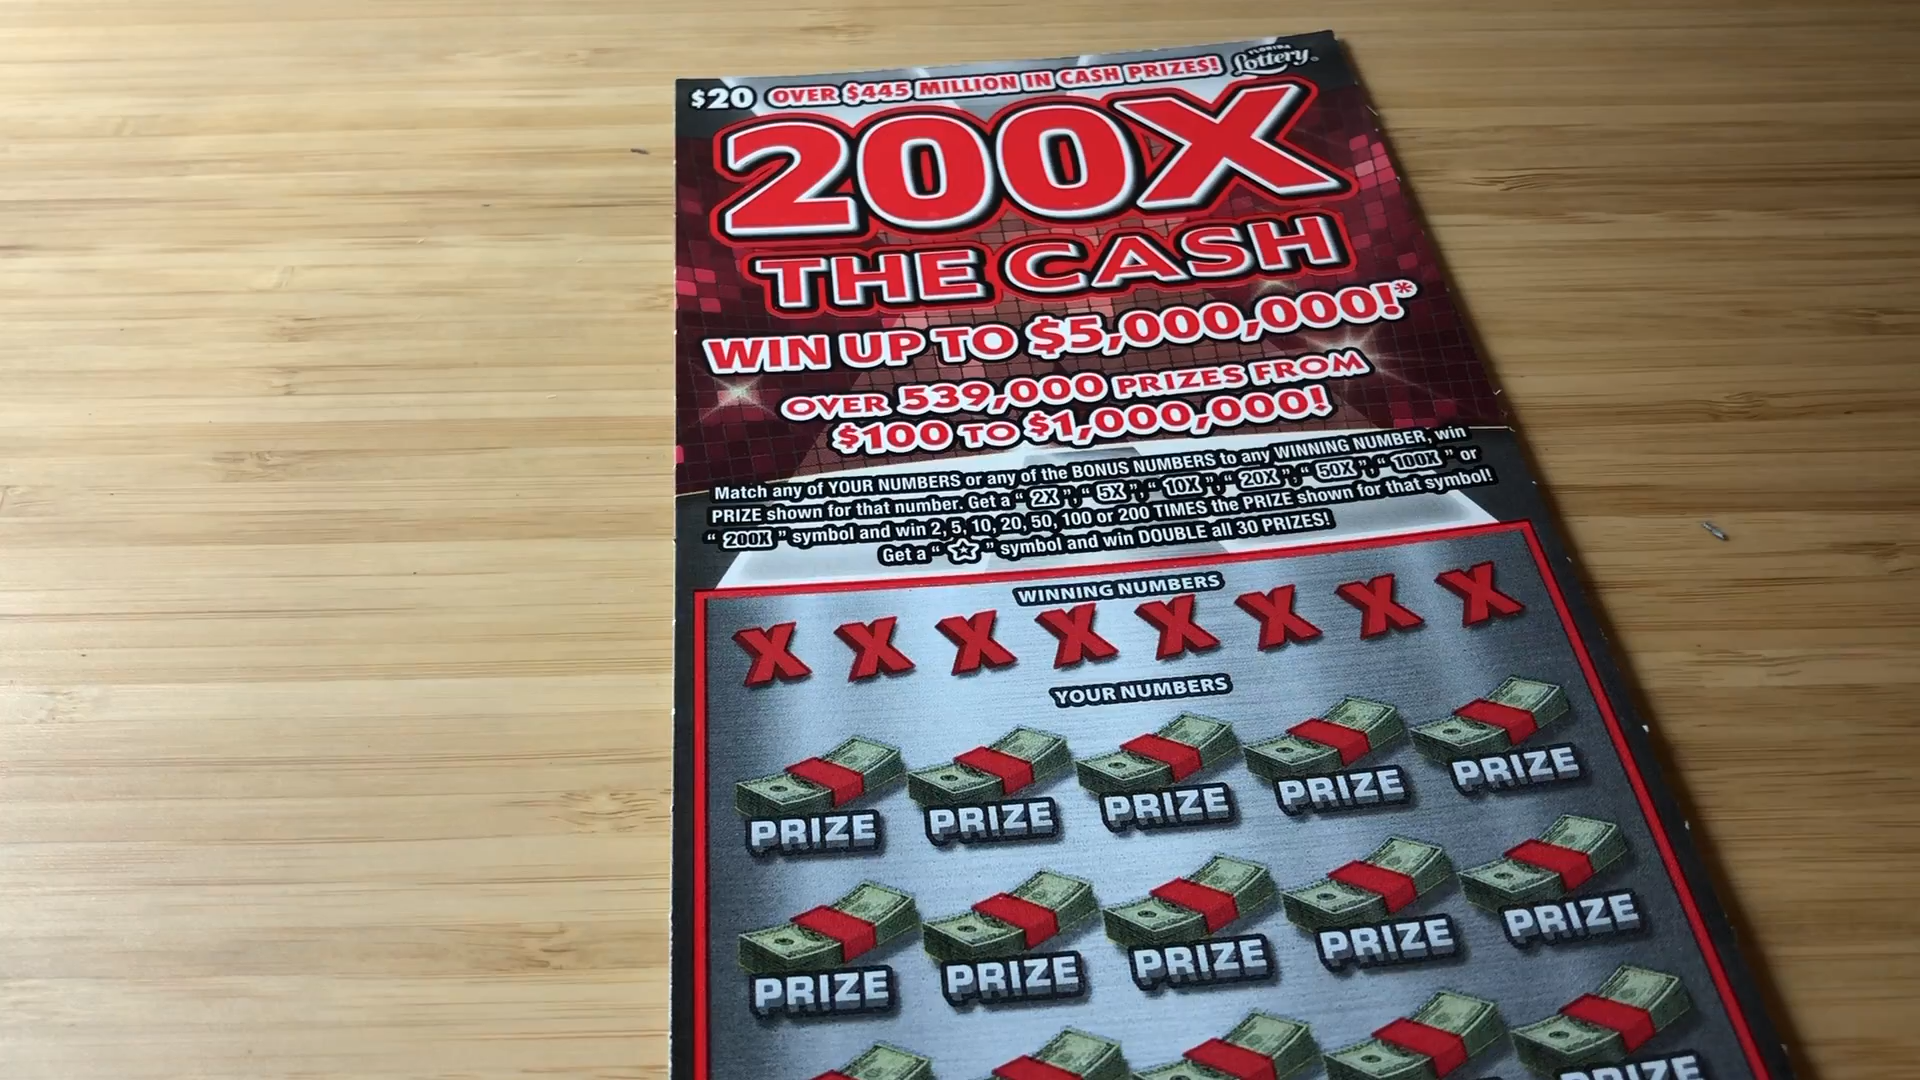 $20 OVER $445 MILLION IN CASH PRIZES! FLORIDA Lottery
200X
THE CASH
WIN UP TO $5,000,000!*
OVER 539,000 PRIZES FROM
$100 TO $1,000,000!
Match any of YOUR NUMBERS or any of the BONUS NUMBERS to any WINNING NUMBER, win
PRIZE shown for that number. Get a “ 2X ”, “ 5X ”, “ 10X ”, “ 20X ”, “ 50X ”, “ 100X ” or
“ 200X ” symbol and win 2, 5, 10, 20, 50, 100 or 200 TIMES the PRIZE shown for that symbol!
Get a “ ☆ ” symbol and win DOUBLE all 30 PRIZES!
WINNING NUMBERS
X X X X X X X X
YOUR NUMBERS
PRIZE PRIZE PRIZE PRIZE PRIZE
PRIZE PRIZE PRIZE PRIZE PRIZE
PRIZE